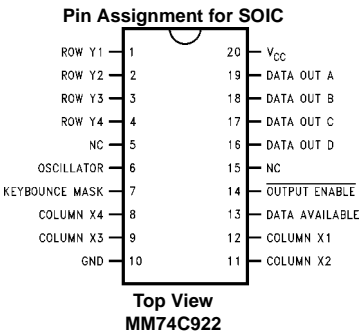 Pin Assignment for SOIC
ROW Y1 1 20 VCC
ROW Y2 2 19 DATA OUT A
ROW Y3 3 18 DATA OUT B
ROW Y4 4 17 DATA OUT C
NC 5 16 DATA OUT D
OSCILLATOR 6 15 NC
KEYBOUNCE MASK 7 14 OUTPUT ENABLE
COLUMN X4 8 13 DATA AVAILABLE
COLUMN X3 9 12 COLUMN X1
GND 10 11 COLUMN X2
Top View
MM74C922